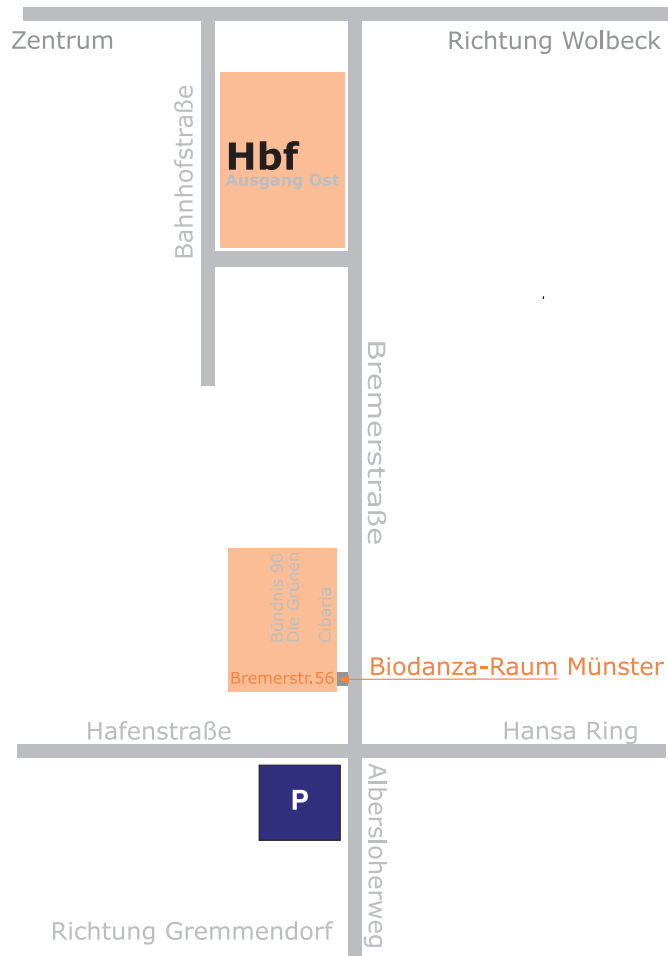 Zentrum
Richtung Wolbeck
Bahnhofstraße
Hbf
Ausgang Ost
Bremerstraße
Bündnis 90
Die Grünen
Cibaria
Bremerstr.56
Biodanza-Raum Münster
Hafenstraße
Hansa Ring
P
Albersloherweg
Richtung Gremmendorf